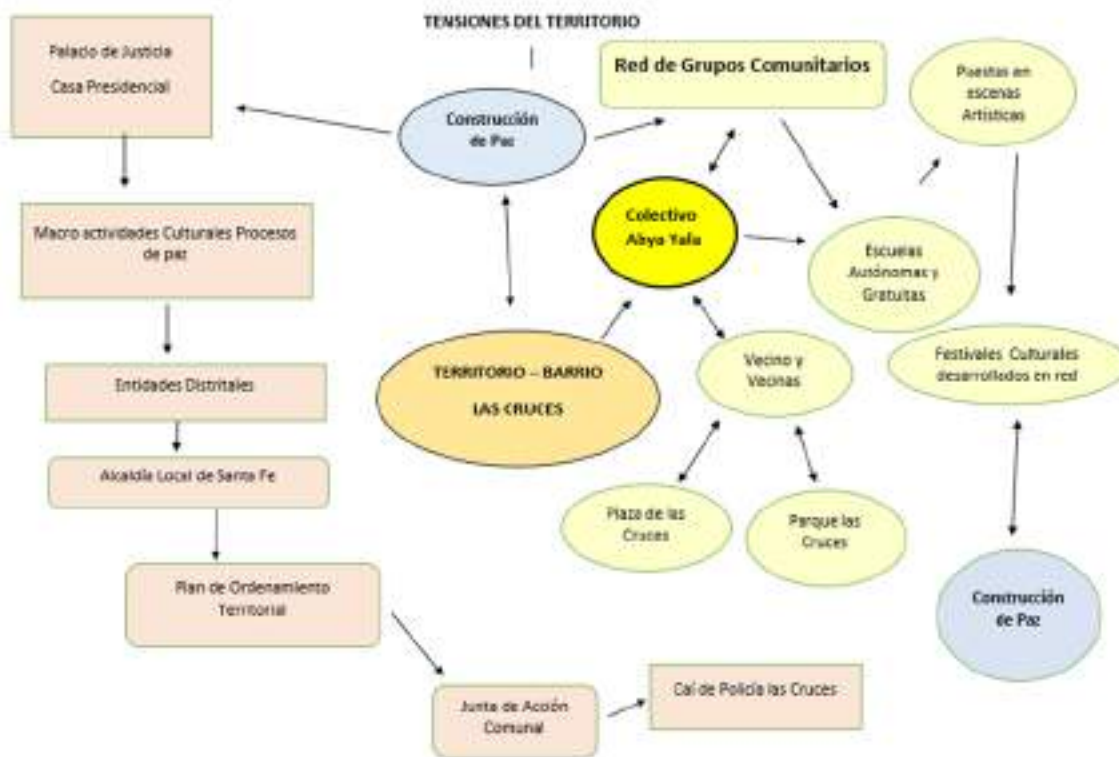 TENSIONES DEL TERRITORIO
Palacio de Justicia
Casa Presidencial
Construcción
de Paz
Red de Grupos Comunitarios
Puestas en
escenas
Artísticas
Macro actividades Culturales Procesos
de paz
Colectivo
Abya Yala
Escuelas
Autónomas y
Gratuitas
Entidades Distritales
TERRITORIO – BARRIO
LAS CRUCES
Vecino y
Vecinas
Festivales Culturales
desarrollados en red
Alcaldía Local de Santa Fe
Plaza de las
Cruces
Parque las
Cruces
Plan de Ordenamiento
Territorial
Construcción
de Paz
Junta de Acción
Comunal
Caí de Policía las Cruces